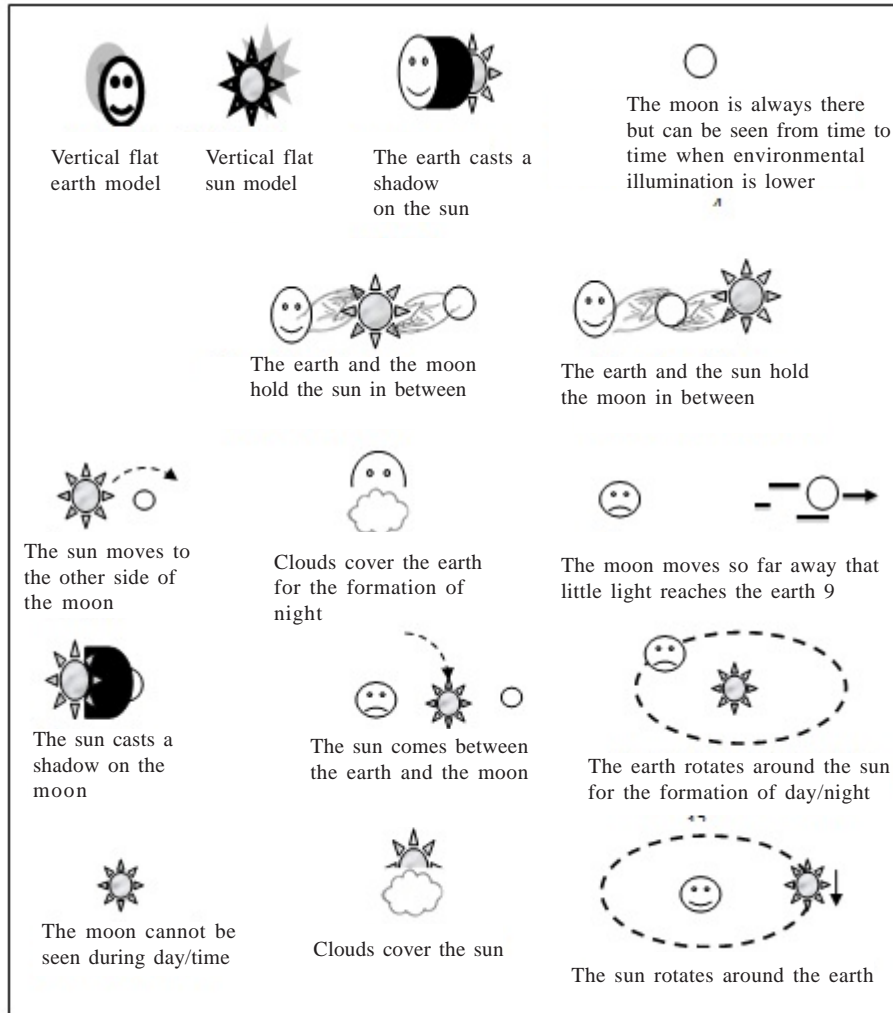 Vertical flat
earth model
Vertical flat
sun model
The earth casts a
shadow
on the sun
The moon is always there
but can be seen from time to
time when environmental
illumination is lower
The earth and the moon
hold the sun in between
The earth and the sun hold
the moon in between
The sun moves to
the other side of
the moon
Clouds cover the earth
for the formation of
night
The moon moves so far away that
little light reaches the earth 9
The sun casts a
shadow on the
moon
The sun comes between
the earth and the moon
The earth rotates around the sun
for the formation of day/night
The moon cannot be
seen during day/time
Clouds cover the sun
The sun rotates around the earth